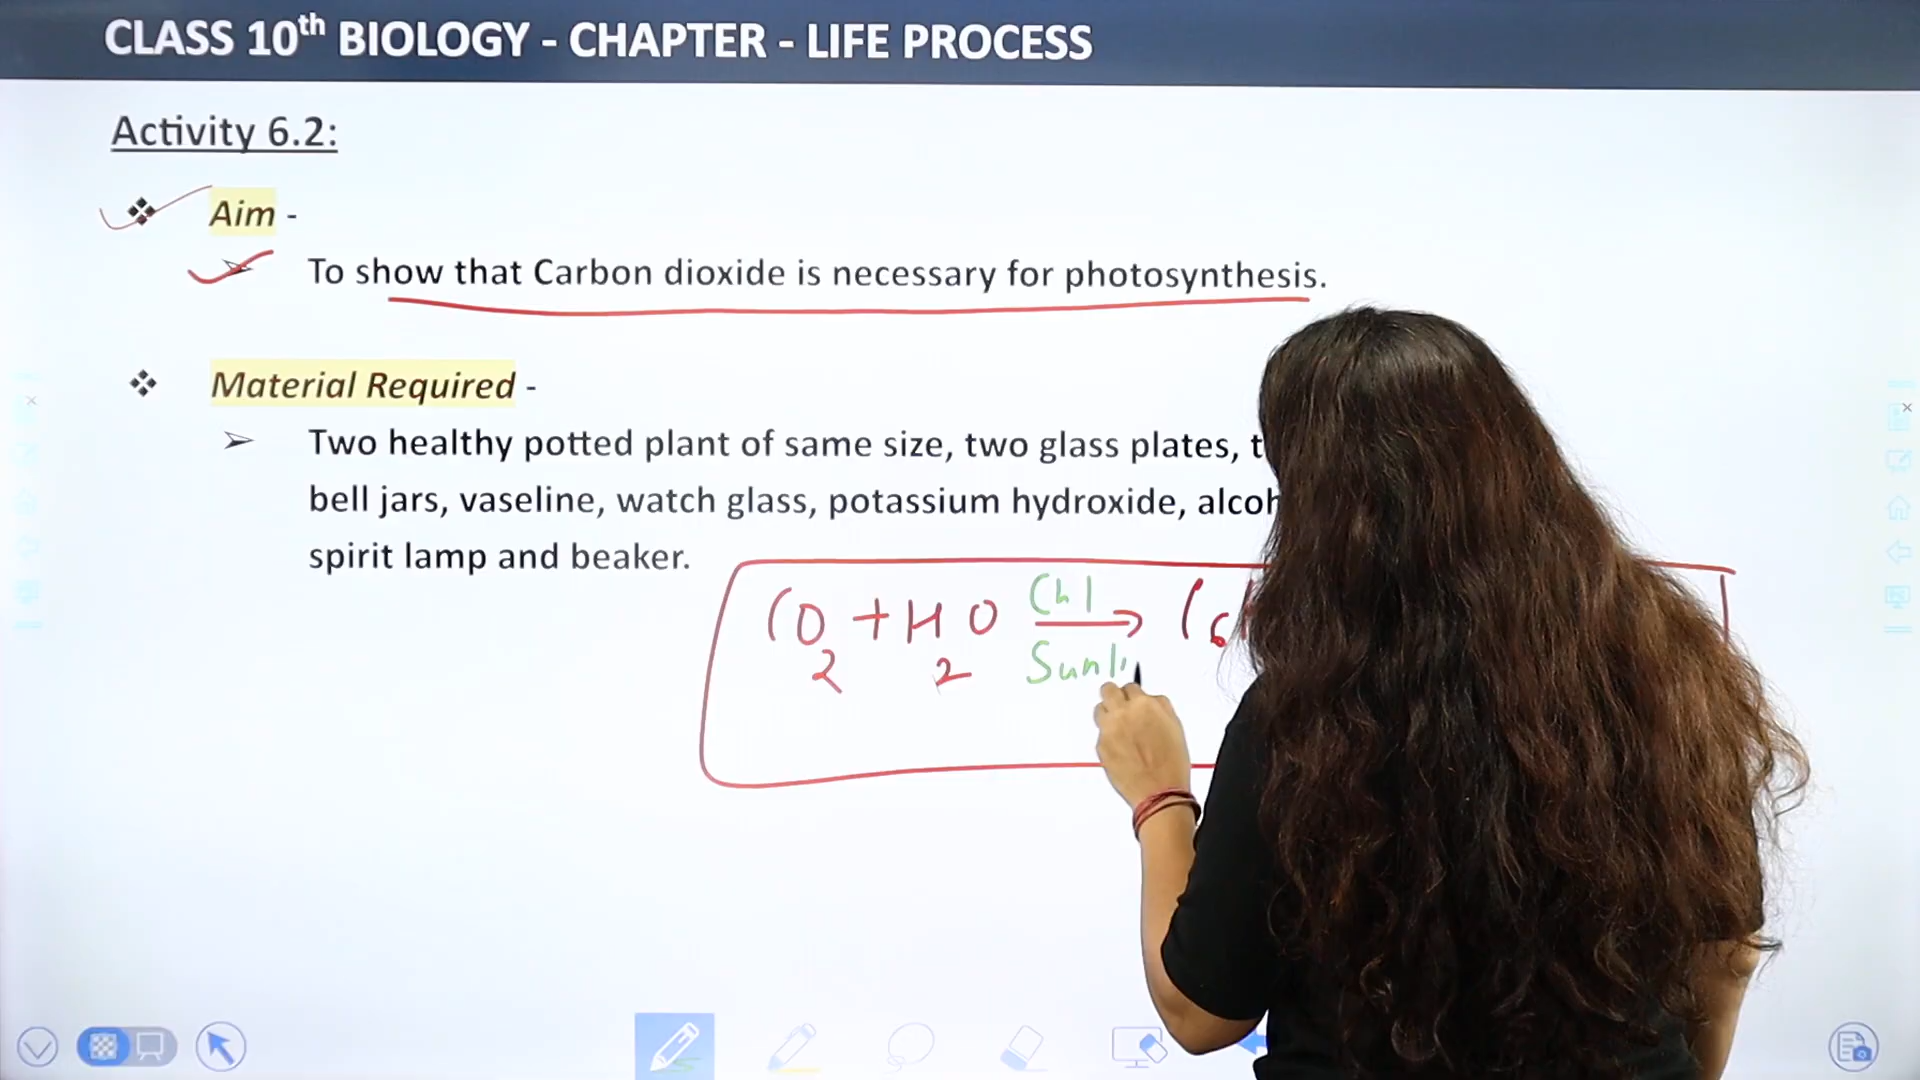 CLASS 10th BIOLOGY - CHAPTER - LIFE PROCESS
Activity 6.2:
Aim -
To show that Carbon dioxide is necessary for photosynthesis.
Material Required -
Two healthy potted plant of same size, two glass plates,
bell jars, vaseline, watch glass, potassium hydroxide,
spirit lamp and beaker.
Chl
CO2 + H2O → C6
Sunli